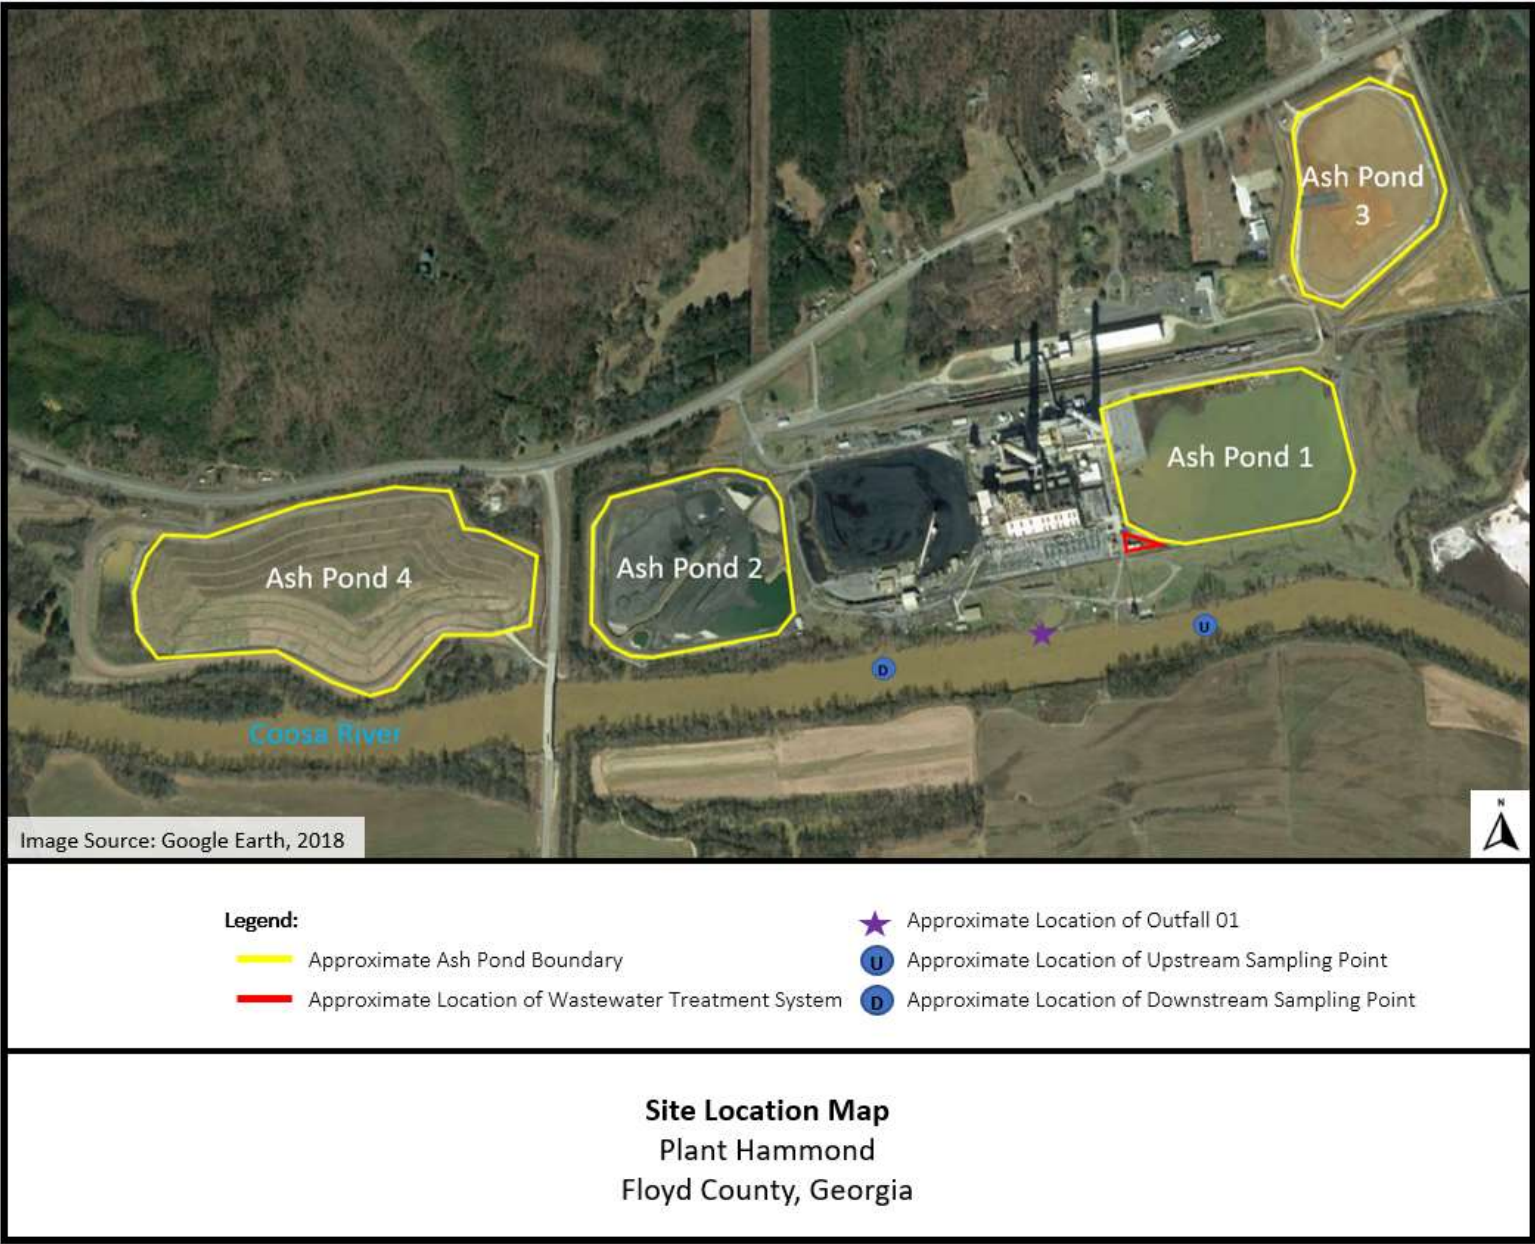 Ash Pond
3
Ash Pond 1
Ash Pond 2
Ash Pond 4
U
D
Coosa River
N
Image Source: Google Earth, 2018
Legend:
Approximate Ash Pond Boundary
Approximate Location of Wastewater Treatment System
Approximate Location of Outfall 01
U Approximate Location of Upstream Sampling Point
D Approximate Location of Downstream Sampling Point
Site Location Map
Plant Hammond
Floyd County, Georgia